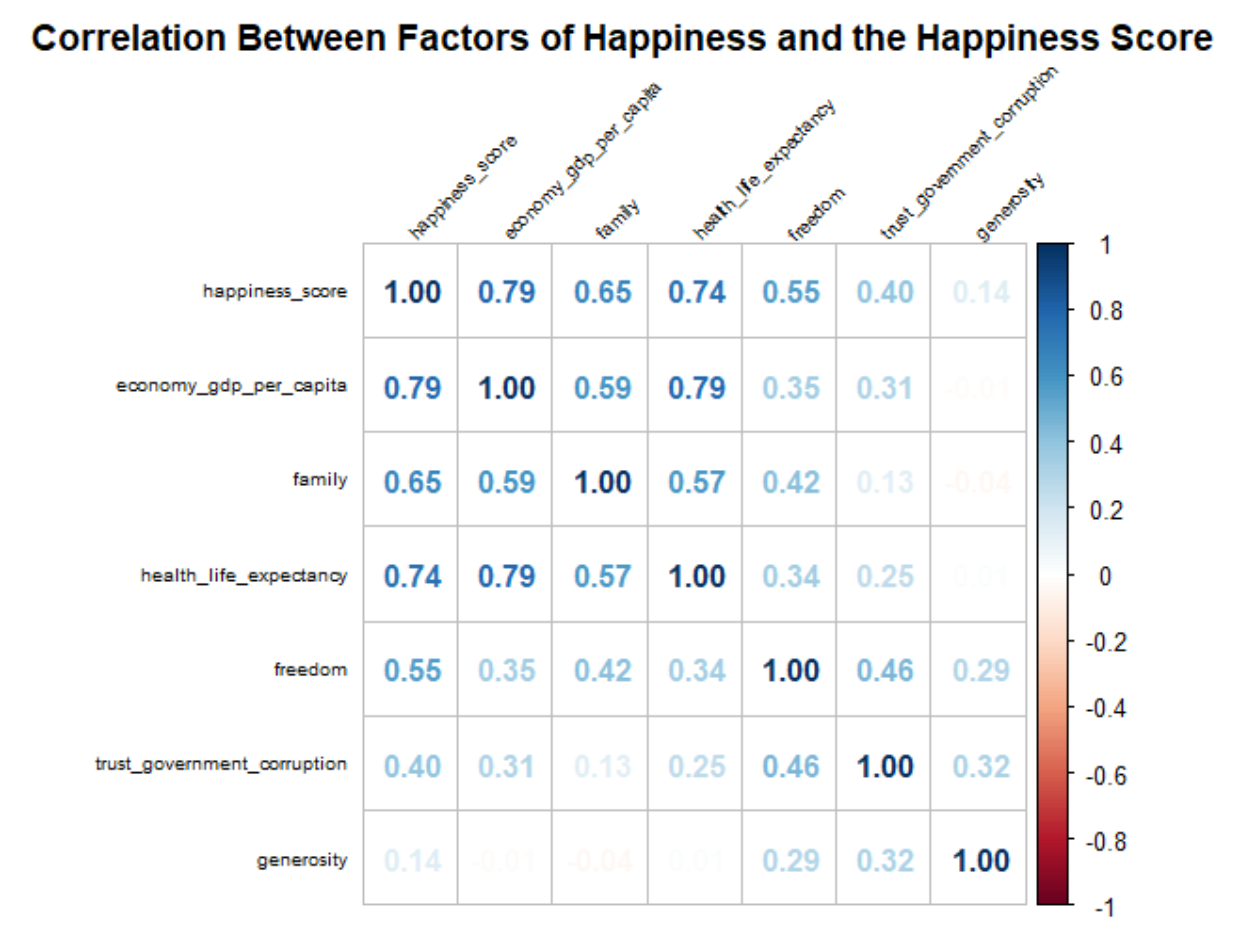 Correlation Between Factors of Happiness and the Happiness Score
happiness_score
economy_gdp_per_capita
family
health_life_expectancy
freedom
trust_government_corruption
generosity
happiness_score 1.00 0.79 0.65 0.74 0.55 0.40 0.14
economy_gdp_per_capita 0.79 1.00 0.59 0.79 0.35 0.31 -0.01
family 0.65 0.59 1.00 0.57 0.42 0.13 -0.04
health_life_expectancy 0.74 0.79 0.57 1.00 0.34 0.25 0.01
freedom 0.55 0.35 0.42 0.34 1.00 0.46 0.29
trust_government_corruption 0.40 0.31 0.13 0.25 0.46 1.00 0.32
generosity 0.14 -0.01 -0.04 0.01 0.29 0.32 1.00
1
0.8
0.6
0.4
0.2
0
-0.2
-0.4
-0.6
-0.8
-1